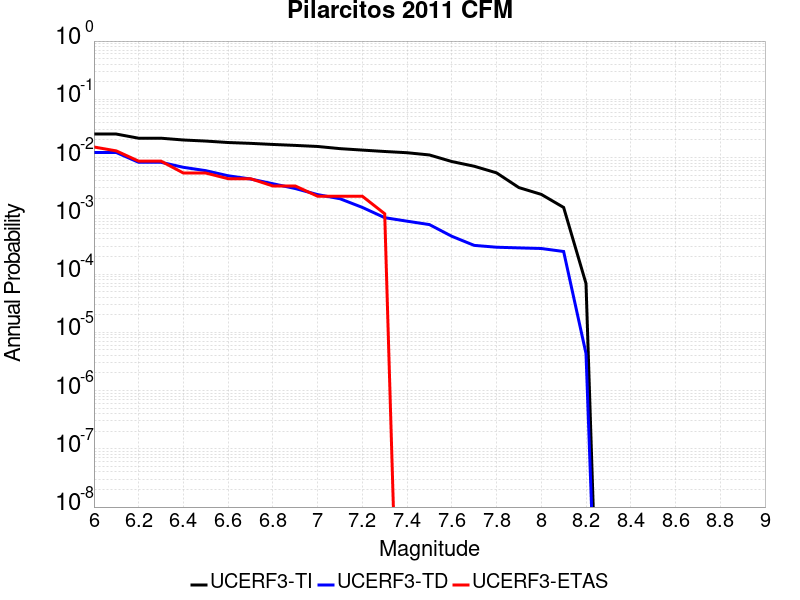 Pilarcitos 2011 CFM
10^0
10^-1
10^-2
10^-3
10^-4
10^-5
10^-6
10^-7
10^-8
Annual Probability
6 6.2 6.4 6.6 6.8 7 7.2 7.4 7.6 7.8 8 8.2 8.4 8.6 8.8 9
Magnitude
UCERF3-TI UCERF3-TD UCERF3-ETAS